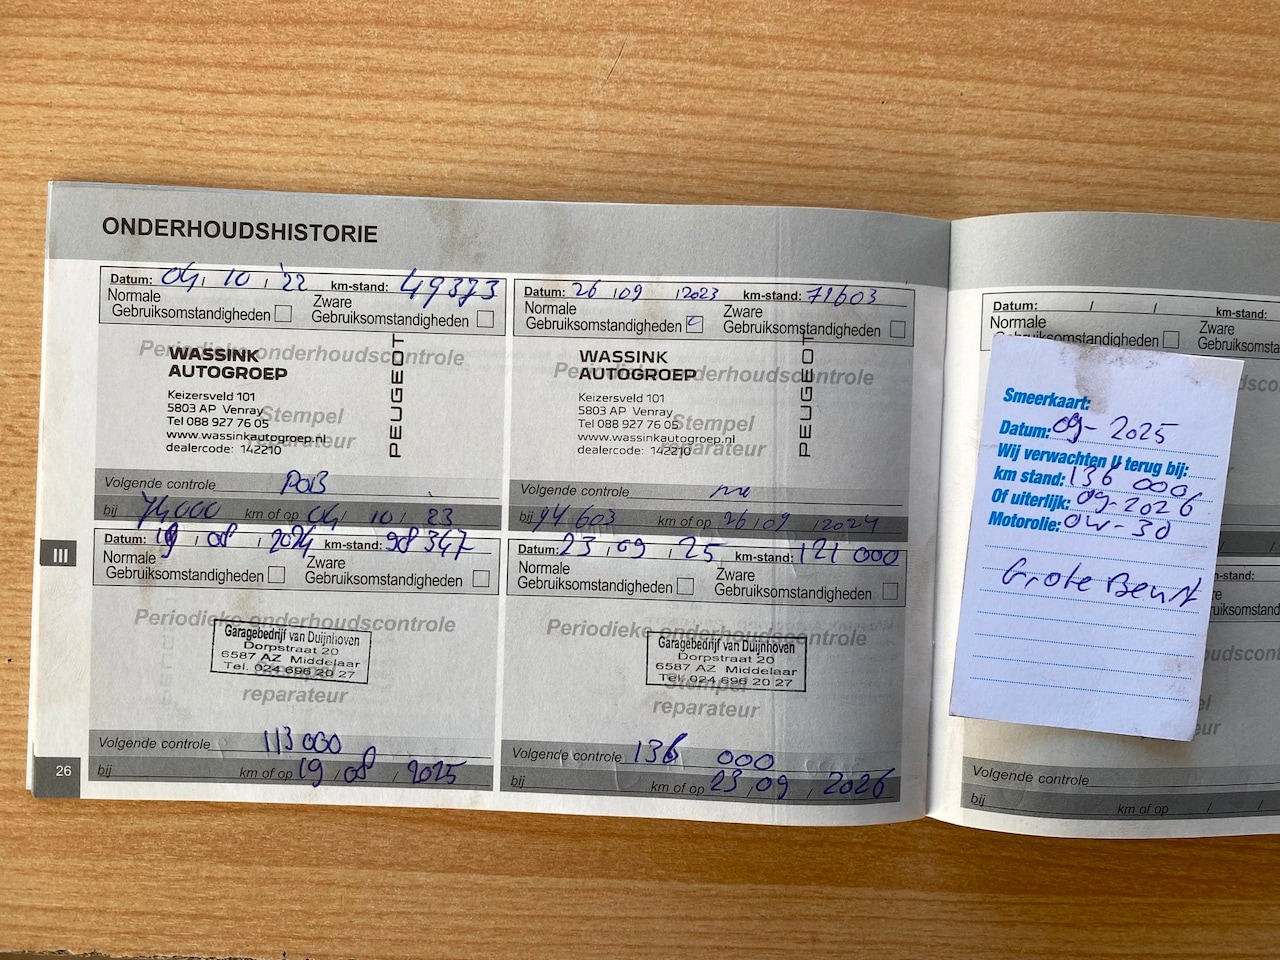 ONDERHOUDSHISTORIE
Datum: 04 / 10 / '22 km-stand: 49373
Normale Gebruiksomstandigheden
Zware Gebruiksomstandigheden
Periodieke onderhoudscontrole
WASSINK
AUTOGROEP
PEUGEOT
Keizersveld 101
5803 AP Venray
Tel 088 927 76 05
www.wassinkautogroep.nl
dealercode: 142210
Stempel
reparateur
Volgende controle
bij 74000 km of op 04 / 10 / 23
Datum: 26 / 09 / 2023 km-stand: 71603
Normale Gebruiksomstandigheden
Zware Gebruiksomstandigheden
Periodieke onderhoudscontrole
WASSINK
AUTOGROEP
PEUGEOT
Keizersveld 101
5803 AP Venray
Tel 088 927 76 05
www.wassinkautogroep.nl
dealercode: 142210
Stempel
reparateur
Volgende controle
bij 94603 km of op 26 / 09 / 2024
III
Datum: 19 / 08 / 2024 km-stand: 98 347
Normale Gebruiksomstandigheden
Zware Gebruiksomstandigheden
Periodieke onderhoudscontrole
Garagebedrijf van Duijnhoven
Dorpstraat 20
6587 AZ Middelaar
Tel. 024 696 20 27
Stempel
reparateur
Volgende controle 113 000
bij km of op 19 / 08 / 2025
Datum: 23 / 09 / 25 km-stand: 121 000
Normale Gebruiksomstandigheden
Zware Gebruiksomstandigheden
Periodieke onderhoudscontrole
Garagebedrijf van Duijnhoven
Dorpstraat 20
6587 AZ Middelaar
Tel. 024 696 20 27
Stempel
reparateur
Volgende controle 136 000
bij km of op 23 / 09 / 2026
26
Datum: / / km-stand:
Normale
Gebruiksomstandigheden
Zware
Smeerkaart:
Datum: 09-2025
Wij verwachten U terug bij:
km stand: 136 000
Of uiterlijk: 09-2026
Motorolie: 0W-30
Grote Beurt
Volgende controle
bij km of op / /